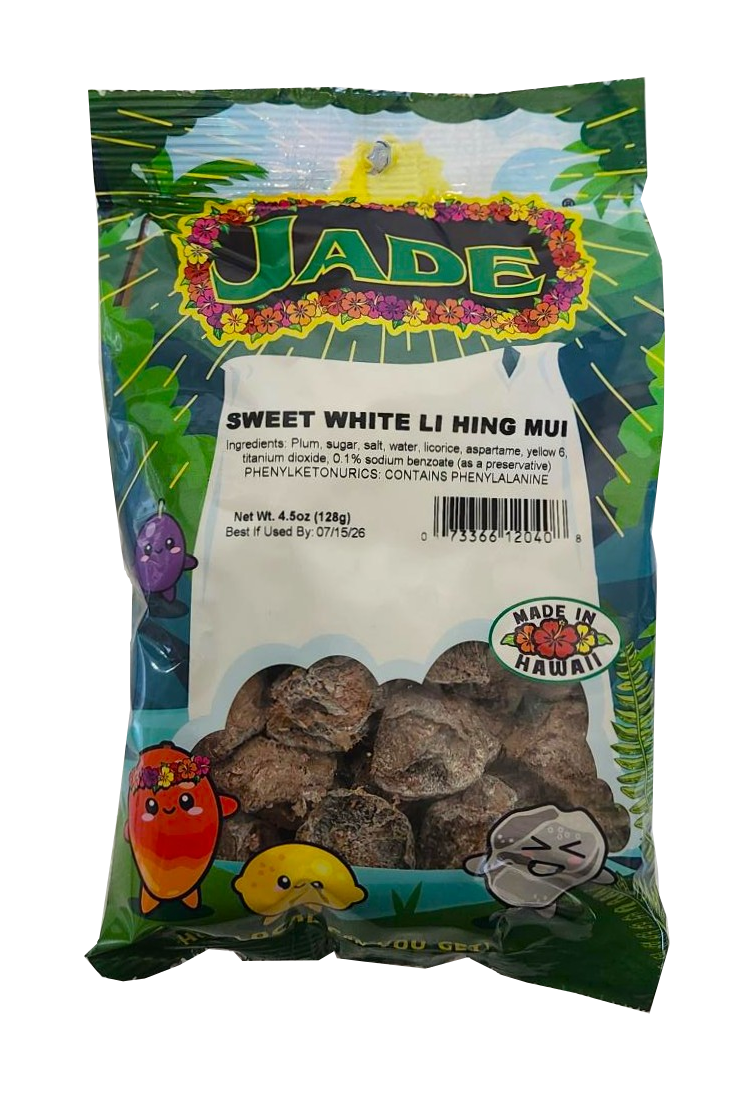 JADE
®
SWEET WHITE LI HING MUI
Ingredients: Plum, sugar, salt, water, licorice, aspartame, yellow 6,
titanium dioxide, 0.1% sodium benzoate (as a preservative)
PHENYLKETONURICS: CONTAINS PHENYLALANINE
Net Wt. 4.5oz (128g)
Best If Used By: 07/15/26
0 73366 12040 8
MADE IN
HAWAII
YOU GET